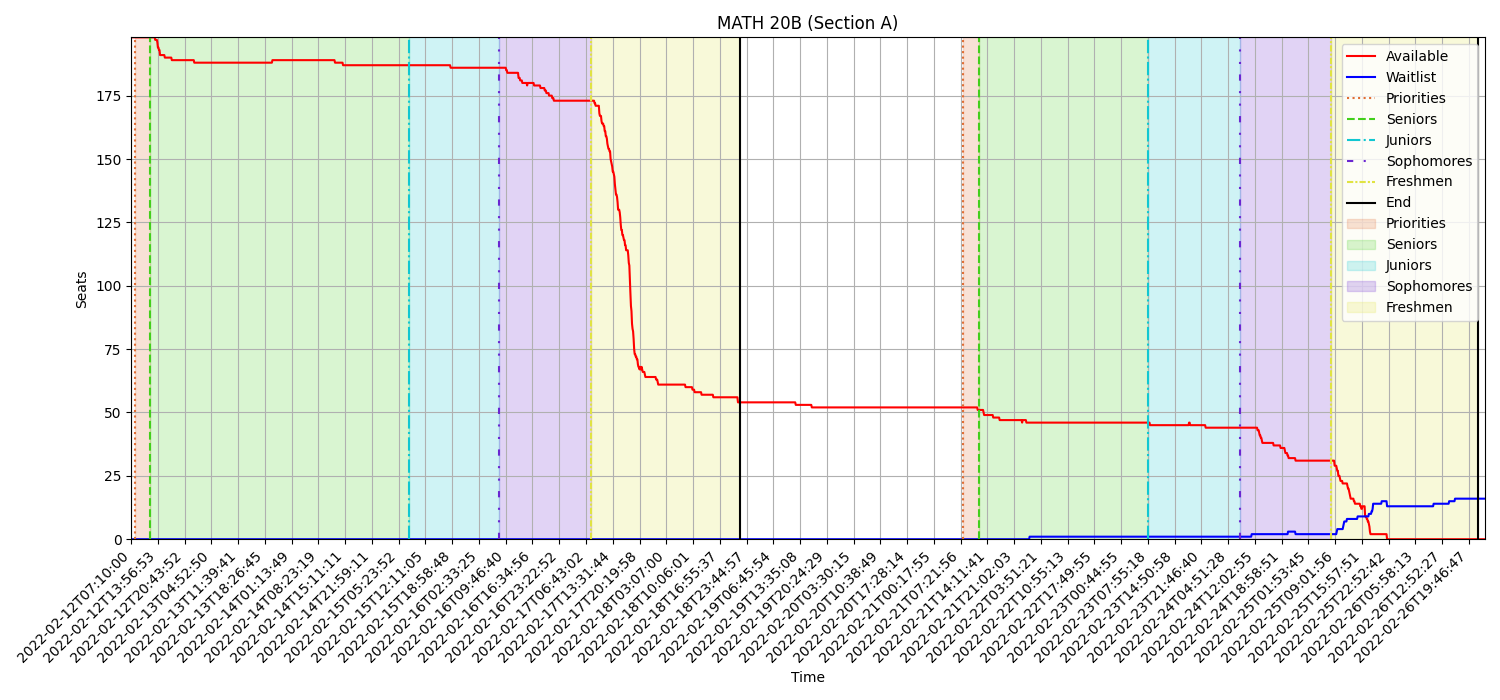 MATH 20B (Section A)
Seats
175
150
125
100
75
50
25
0
Available
Waitlist
Priorities
Seniors
Juniors
Sophomores
Freshmen
End
Priorities
Seniors
Juniors
Sophomores
Freshmen
2022-02-12T07:10:00
2022-02-12T13:56:53
2022-02-12T20:43:52
2022-02-13T04:52:50
2022-02-13T11:39:41
2022-02-13T18:26:45
2022-02-14T01:13:49
2022-02-14T08:23:19
2022-02-14T15:11:11
2022-02-14T21:59:11
2022-02-15T05:23:52
2022-02-15T12:11:05
2022-02-15T18:58:48
2022-02-16T02:33:25
2022-02-16T09:46:40
2022-02-16T16:34:56
2022-02-16T23:22:52
2022-02-17T06:43:02
2022-02-17T13:31:44
2022-02-17T20:19:58
2022-02-18T03:07:00
2022-02-18T10:06:01
2022-02-18T16:55:37
2022-02-18T23:44:57
2022-02-19T06:45:54
2022-02-19T13:35:08
2022-02-19T20:24:29
2022-02-20T03:30:15
2022-02-20T10:38:49
2022-02-20T17:28:14
2022-02-21T00:17:55
2022-02-21T07:21:56
2022-02-21T14:11:41
2022-02-21T21:02:03
2022-02-22T03:51:21
2022-02-22T10:55:13
2022-02-22T17:49:55
2022-02-23T00:44:55
2022-02-23T07:55:18
2022-02-23T14:50:58
2022-02-23T21:46:40
2022-02-24T04:51:28
2022-02-24T12:02:55
2022-02-24T18:58:51
2022-02-25T01:53:45
2022-02-25T09:01:56
2022-02-25T15:57:51
2022-02-25T22:52:42
2022-02-26T05:58:13
2022-02-26T12:52:27
2022-02-26T19:46:47
Time